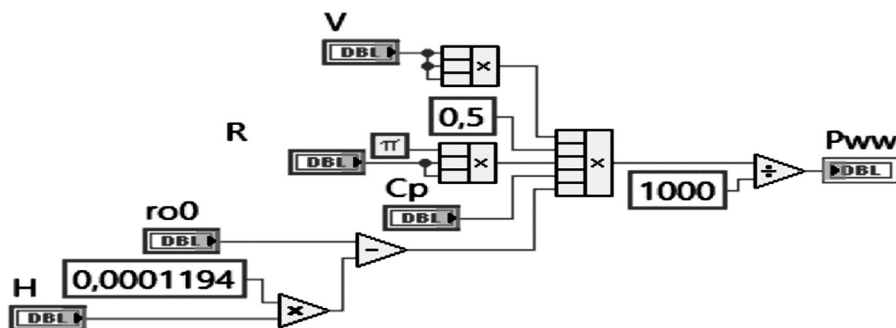 V
DBL
×
0,5
R
π
DBL
×
×
Pww
÷
DBL
1000
Cp
DBL
ro0
DBL
−
0,0001194
H
×
DBL